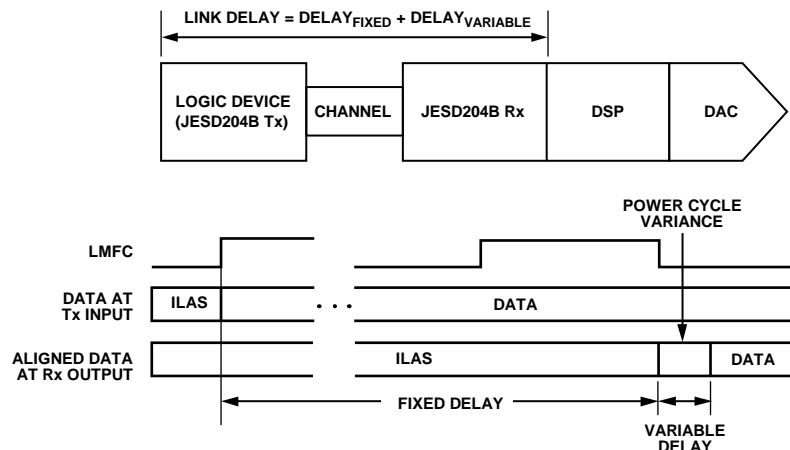 LINK DELAY = DELAYFIXED + DELAYVARIABLE
LOGIC DEVICE
(JESD204B Tx)
CHANNEL
JESD204B Rx
DSP
DAC
POWER CYCLE
VARIANCE
LMFC
DATA AT
Tx INPUT
ILAS
. . .
DATA
ALIGNED DATA
AT Rx OUTPUT
ILAS
DATA
FIXED DELAY
VARIABLE
DELAY